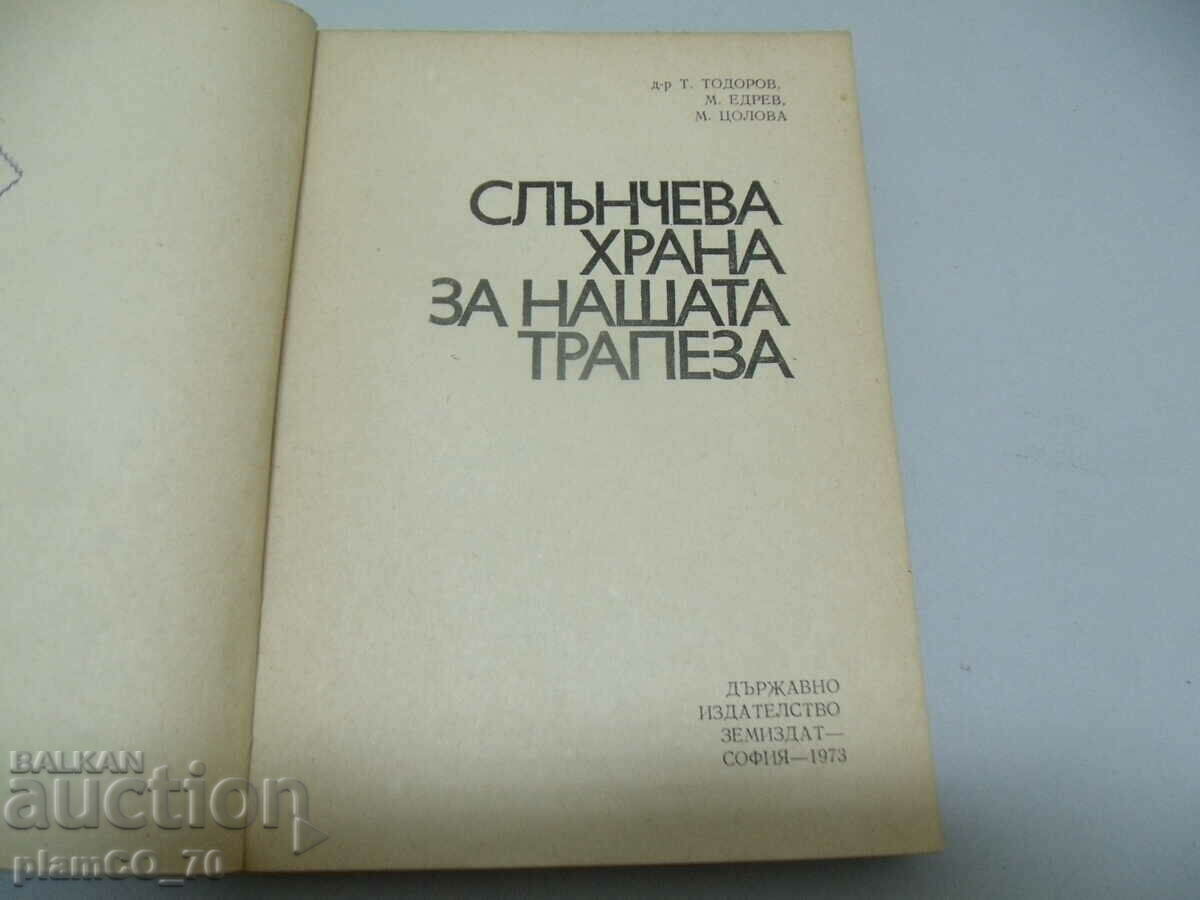 д-р Т. ТОДОРОВ,
М. ЕДРЕВ,
М. ЦОЛОВА
СЛЪНЧЕВА
ХРАНА
ЗА НАШАТА
ТРАПЕЗА
ДЪРЖАВНО
ИЗДАТЕЛСТВО
ЗЕМИЗДАТ—
СОФИЯ—1973
BALKAN
auction
plamCO_70